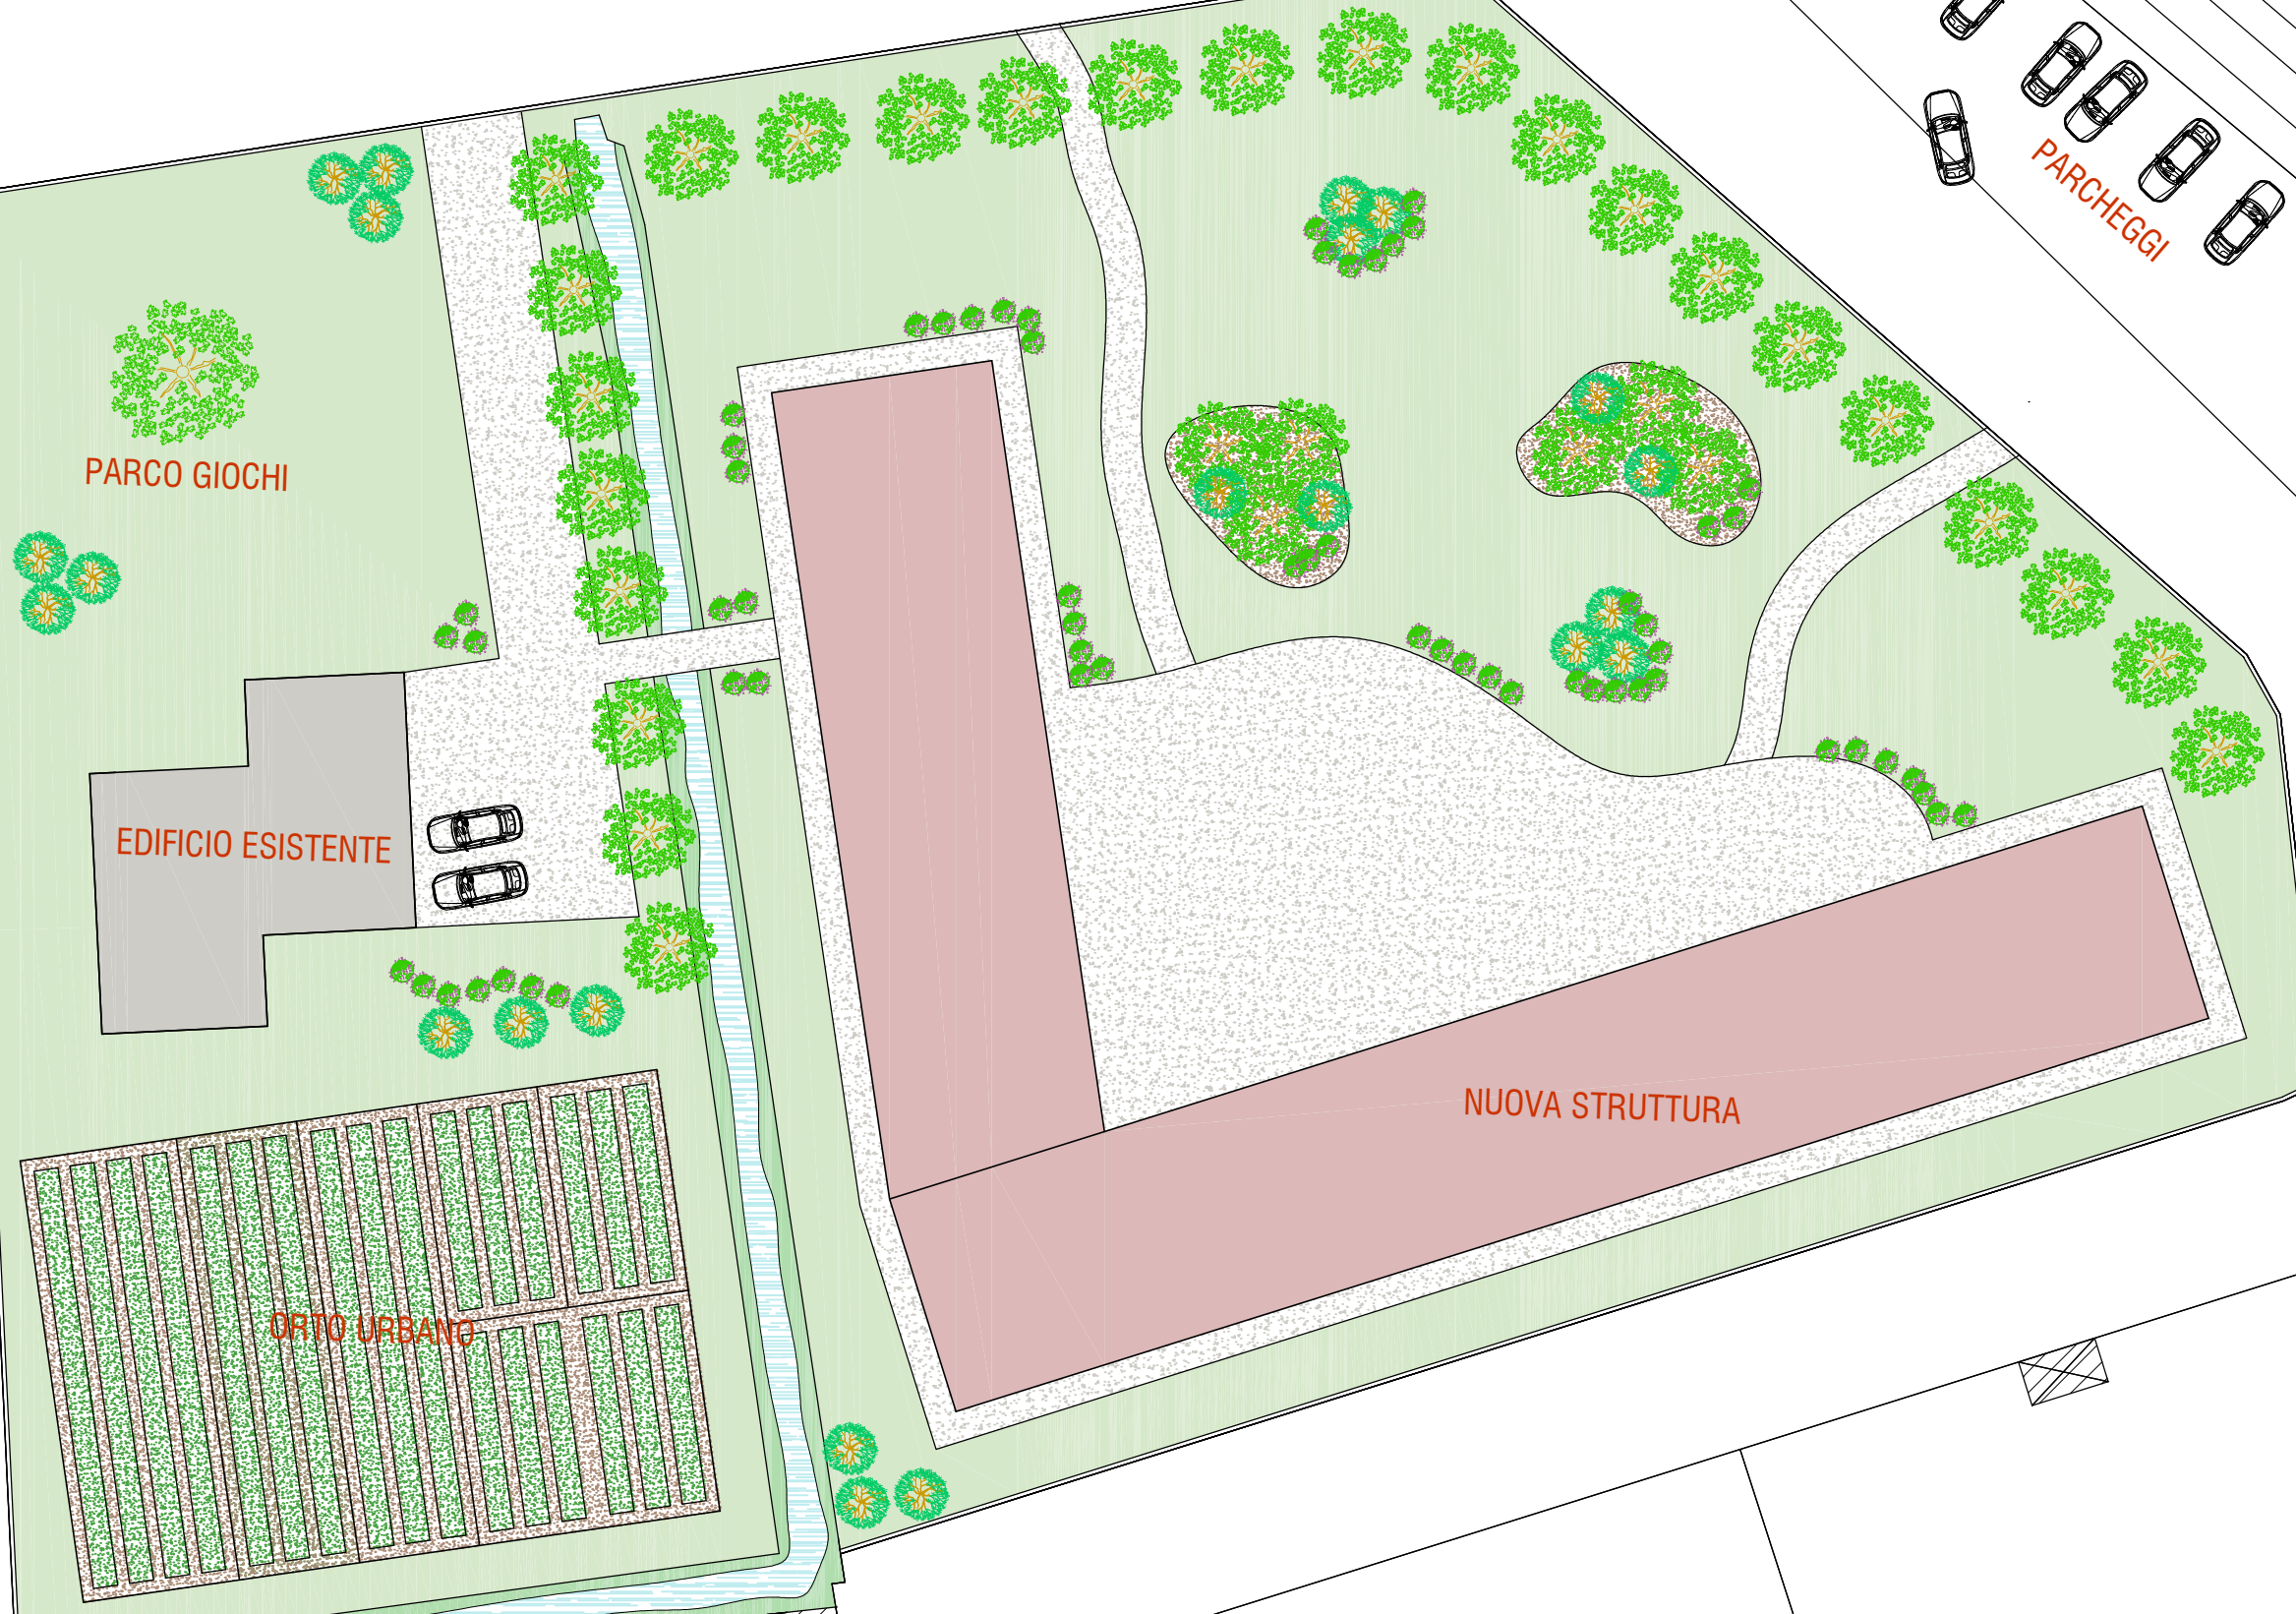 PARCHEGGI
PARCO GIOCHI
EDIFICIO ESISTENTE
NUOVA STRUTTURA
ORTO URBANO